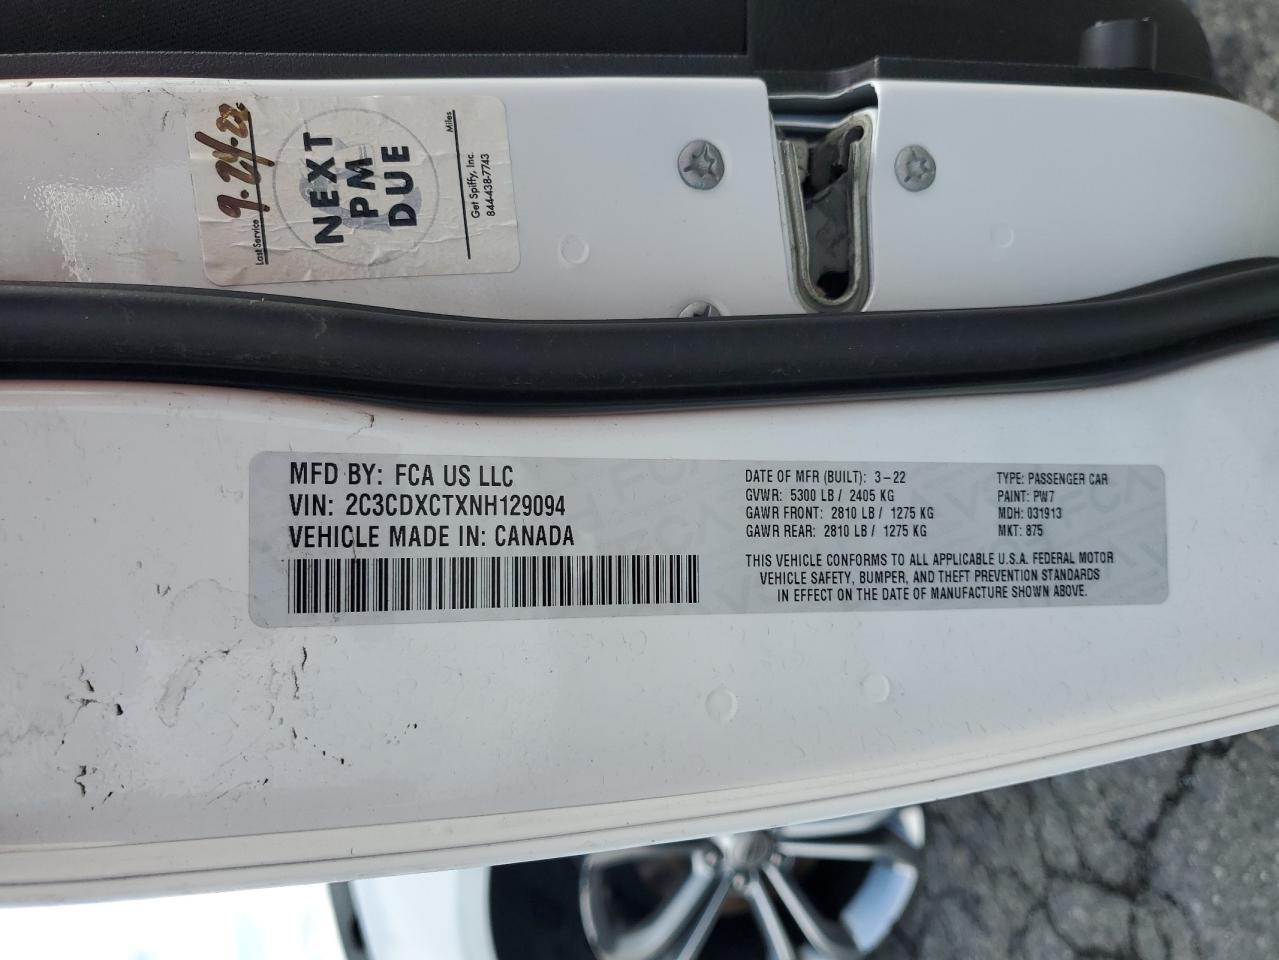 Last Service 9.24.22
NEXT
PM
DUE
Miles
Get Spiffy, Inc.
844-438-7743
MFD BY: FCA US LLC
VIN: 2C3CDXCTXNH129094
VEHICLE MADE IN: CANADA
DATE OF MFR (BUILT): 3-22
GVWR: 5300 LB / 2405 KG
GAWR FRONT: 2810 LB / 1275 KG
GAWR REAR: 2810 LB / 1275 KG
TYPE: PASSENGER CAR
PAINT: PW7
MDH: 031913
MKT: 875
THIS VEHICLE CONFORMS TO ALL APPLICABLE U.S.A. FEDERAL MOTOR
VEHICLE SAFETY, BUMPER, AND THEFT PREVENTION STANDARDS
IN EFFECT ON THE DATE OF MANUFACTURE SHOWN ABOVE.